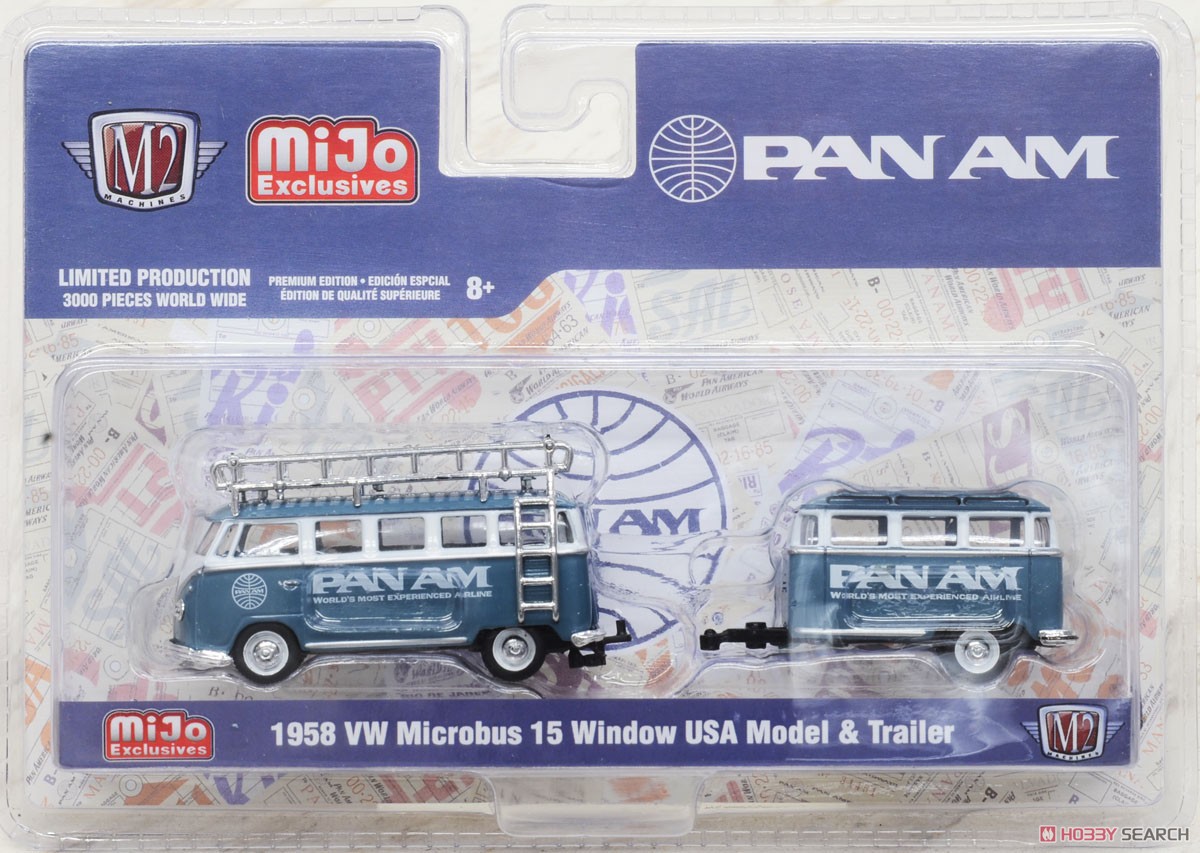 M2
MACHINES
MiJo
Exclusives
PAN AM
LIMITED PRODUCTION
3000 PIECES WORLD WIDE
PREMIUM EDITION • EDICIÓN ESPCIAL
ÉDITION DE QUALITÉ SUPÉRIEURE
8+
PAN AM
PAN AM
WORLD'S MOST EXPERIENCED AIRLINE
PAN AM
WORLD'S MOST EXPERIENCED AIRLINE
MiJo
Exclusives
1958 VW Microbus 15 Window USA Model & Trailer
M2
MACHINES
HOBBY SEARCH